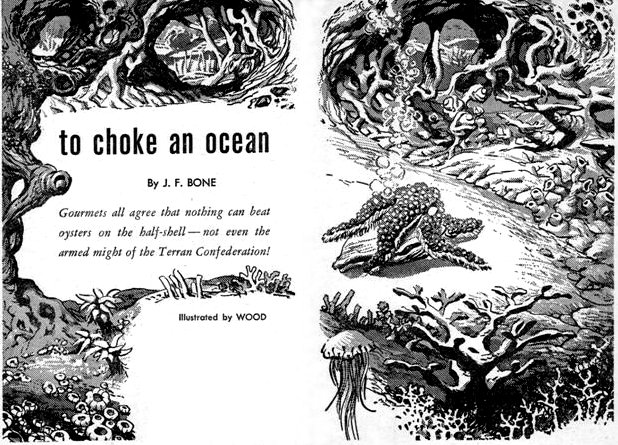 to choke an ocean
By J. F. BONE
Gourmets all agree that nothing can beat
oysters on the half-shell — not even the
armed might of the Terran Confederation!
Illustrated by WOOD